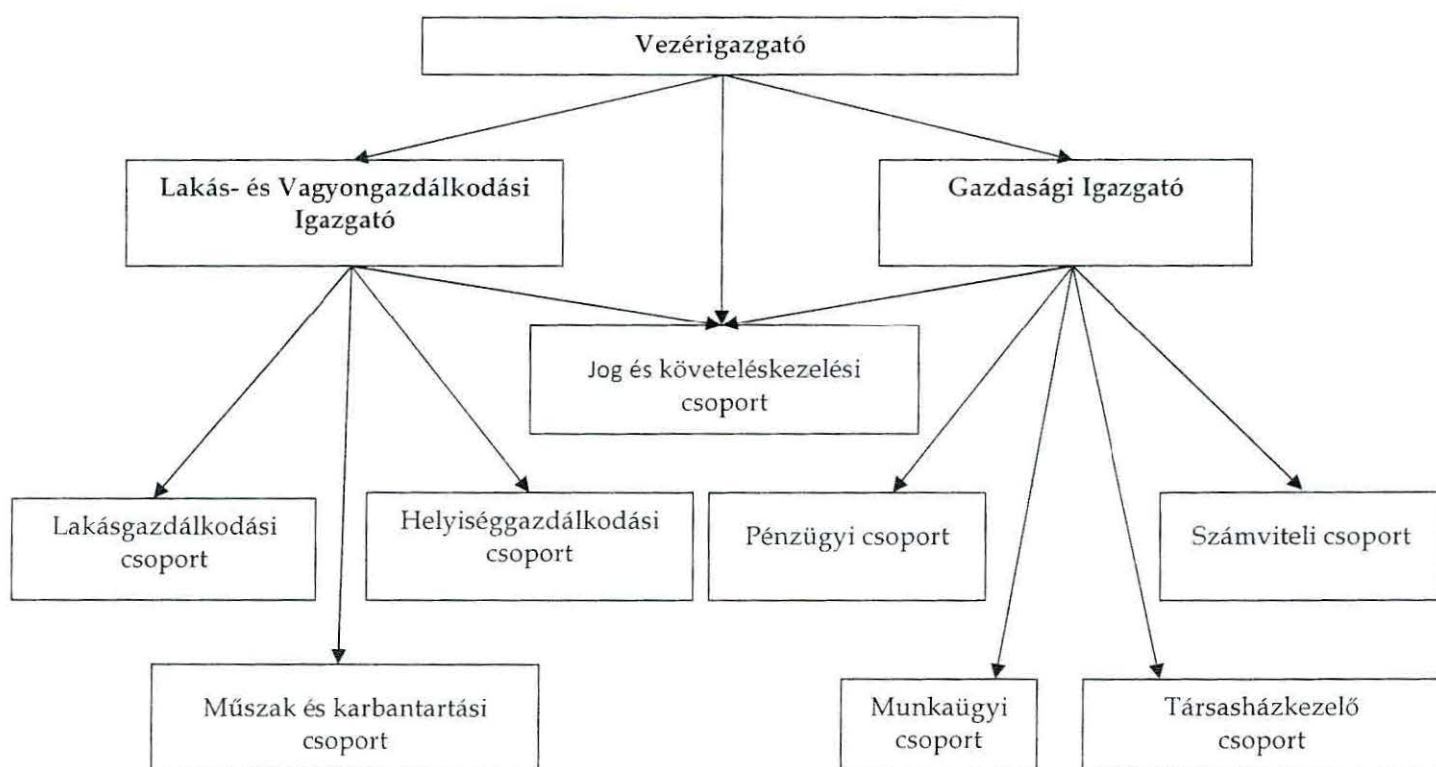 Vezérigazgató
Lakás- és Vagyongazdálkodási
Igazgató
Gazdasági Igazgató
Jog és követeléskezelési
csoport
Lakásgazdálkodási
csoport
Helyiséggazdálkodási
csoport
Pénzügyi csoport
Számviteli csoport
Műszak és karbantartási
csoport
Munkaügyi
csoport
Társasházkezelő
csoport